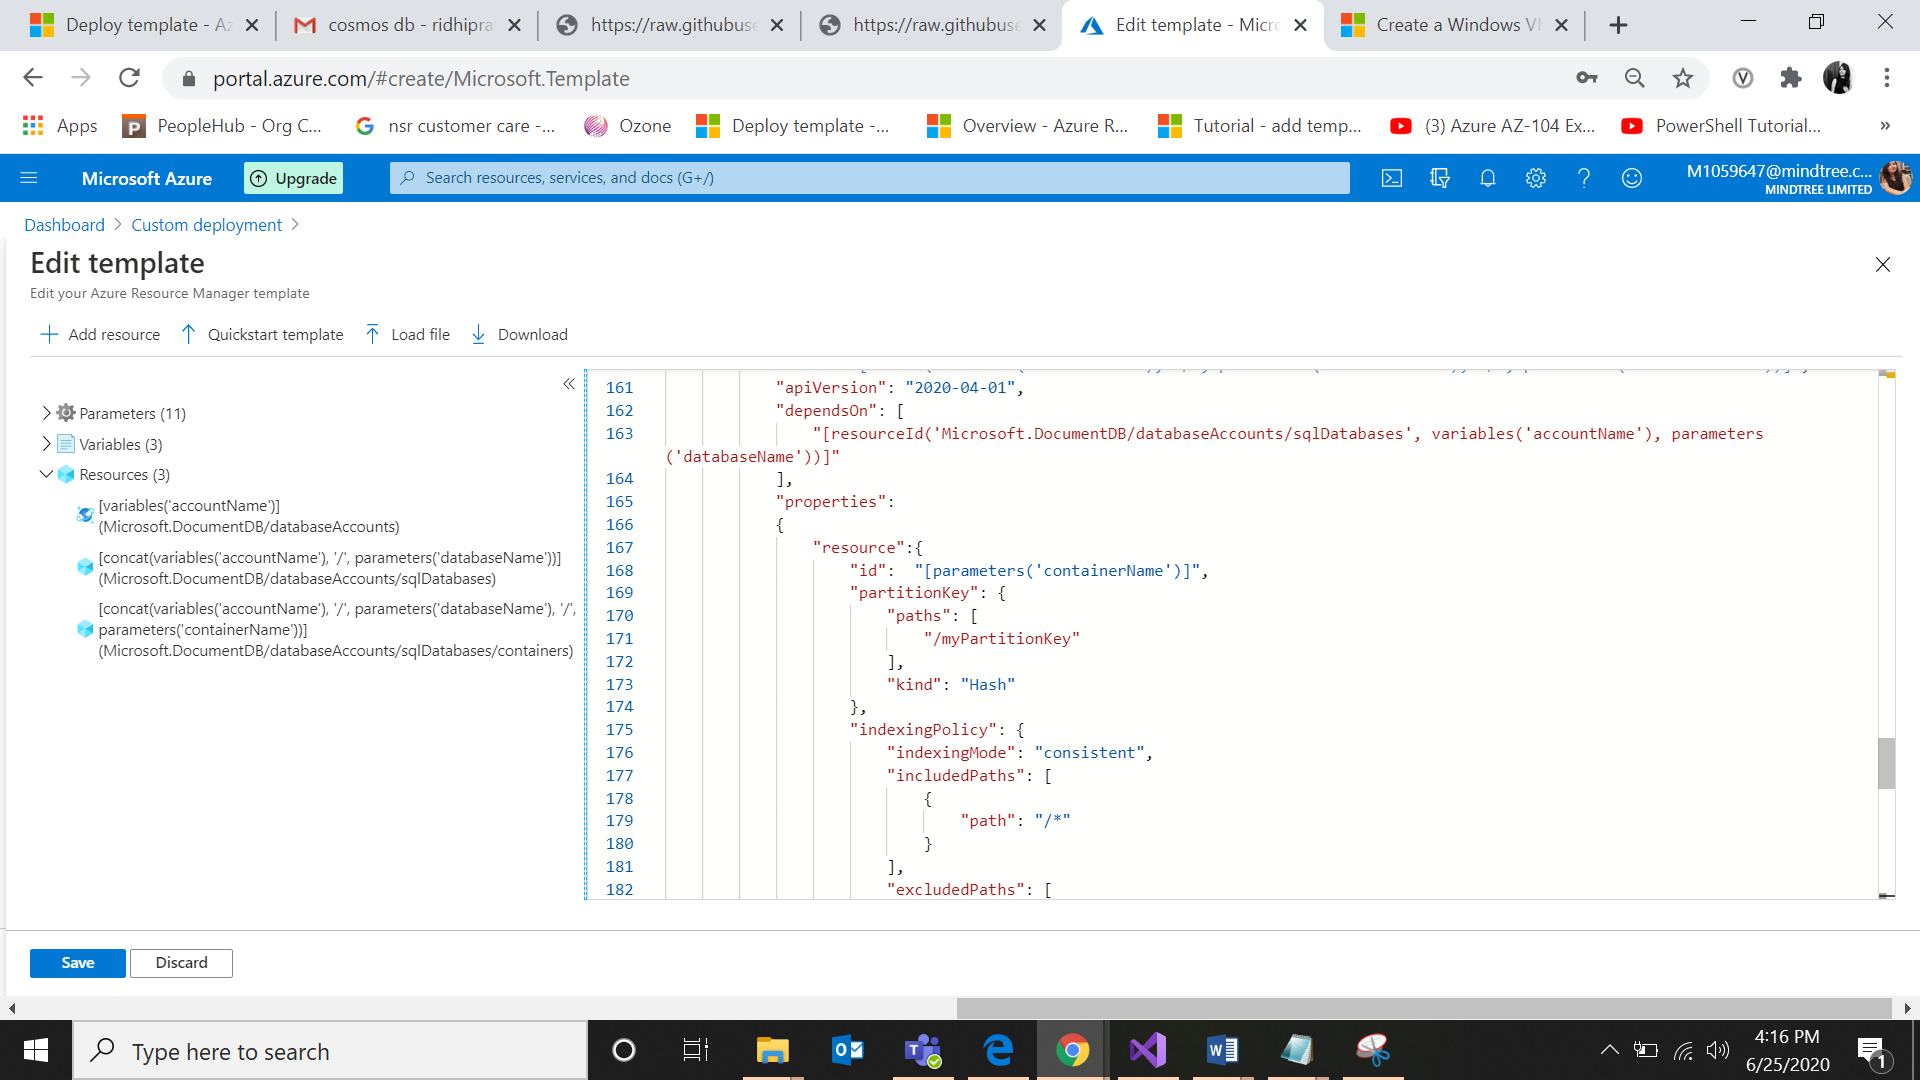 Deploy template - Az
cosmos db - ridhipra
https://raw.githubuse
https://raw.githubuse
Edit template - Micro
Create a Windows VM
portal.azure.com/#create/Microsoft.Template
Apps
PeopleHub - Org C...
nsr customer care -...
Ozone
Deploy template -...
Overview - Azure R...
Tutorial - add temp...
(3) Azure AZ-104 Ex...
PowerShell Tutorial...
»
Microsoft Azure
Upgrade
Search resources, services, and docs (G+/)
M1059647@mindtree.c...
MINDTREE LIMITED
Dashboard > Custom deployment >
Edit template
Edit your Azure Resource Manager template
Add resource
Quickstart template
Load file
Download
Parameters (11)
Variables (3)
Resources (3)
[variables('accountName')]
(Microsoft.DocumentDB/databaseAccounts)
[concat(variables('accountName'), '/', parameters('databaseName'))]
(Microsoft.DocumentDB/databaseAccounts/sqlDatabases)
[concat(variables('accountName'), '/', parameters('databaseName'), '/',
parameters('containerName'))]
(Microsoft.DocumentDB/databaseAccounts/sqlDatabases/containers)
161 "apiVersion": "2020-04-01",
162 "dependsOn": [
163 "[resourceId('Microsoft.DocumentDB/databaseAccounts/sqlDatabases', variables('accountName'), parameters
('databaseName'))]"
164 ],
165 "properties":
166 {
167 "resource":{
168 "id":  "[parameters('containerName')]",
169 "partitionKey": {
170 "paths": [
171 "/myPartitionKey"
172 ],
173 "kind": "Hash"
174 },
175 "indexingPolicy": {
176 "indexingMode": "consistent",
177 "includedPaths": [
178 {
179 "path": "/*"
180 }
181 ],
182 "excludedPaths": [
Save
Discard
Type here to search
4:16 PM
6/25/2020
1